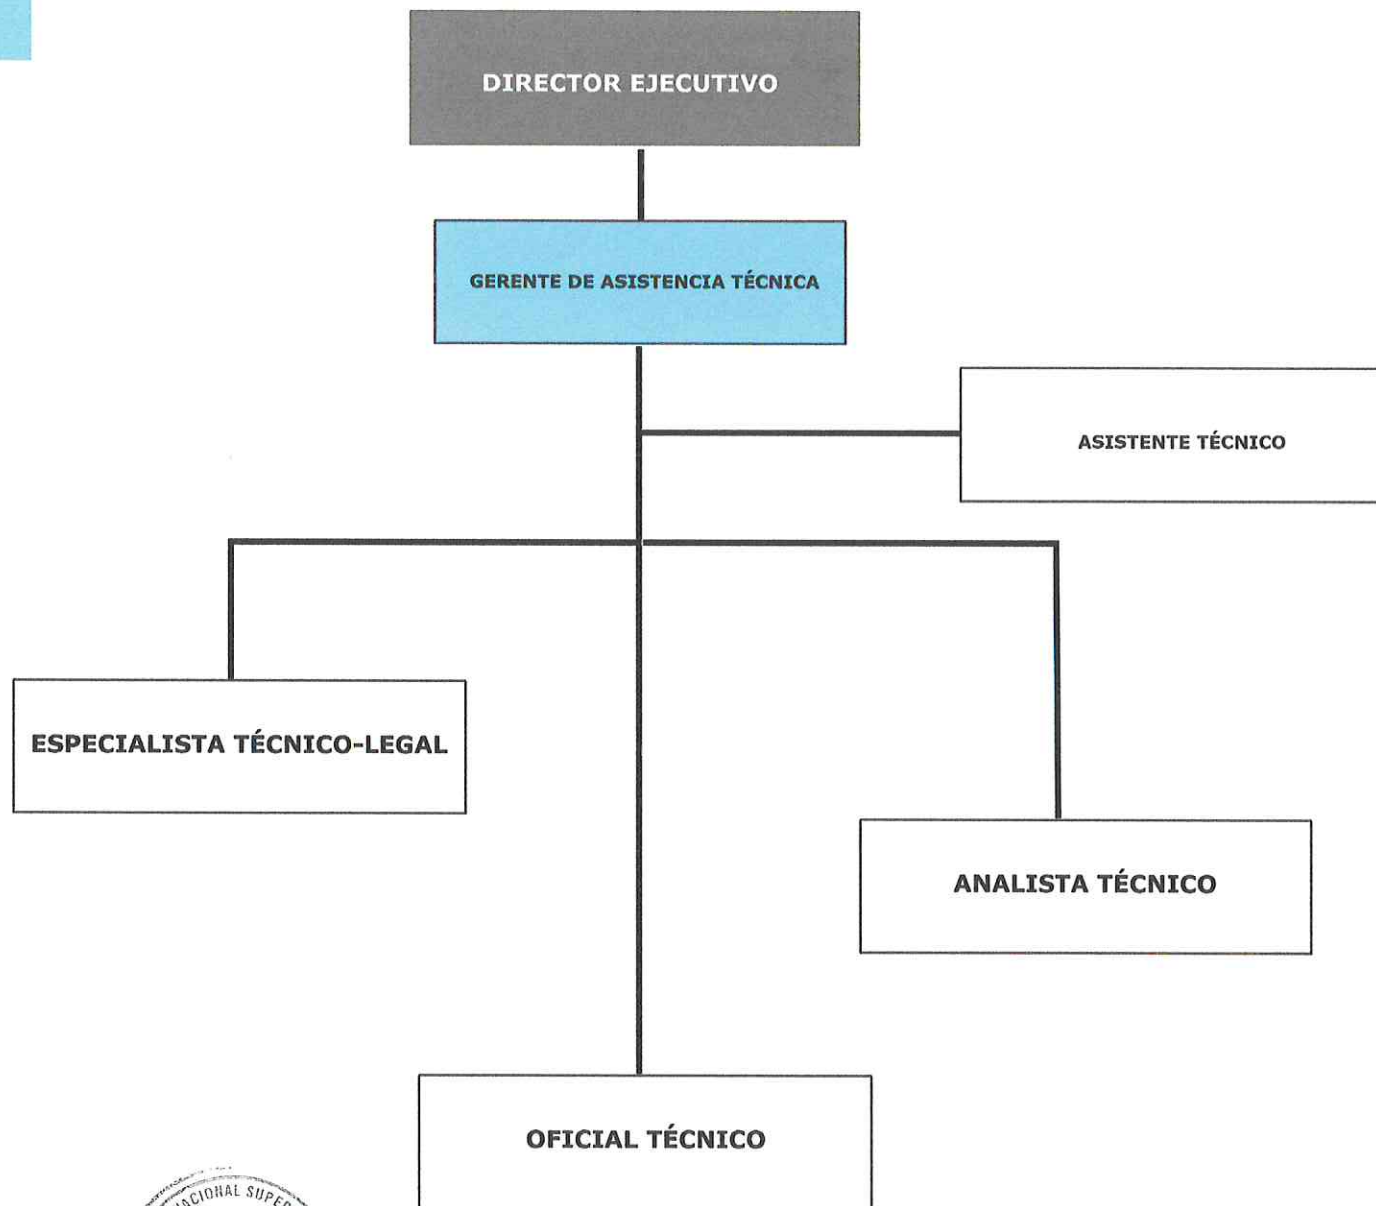 DIRECTOR EJECUTIVO
GERENTE DE ASISTENCIA TÉCNICA
ASISTENTE TÉCNICO
ESPECIALISTA TÉCNICO-LEGAL
ANALISTA TÉCNICO
OFICIAL TÉCNICO